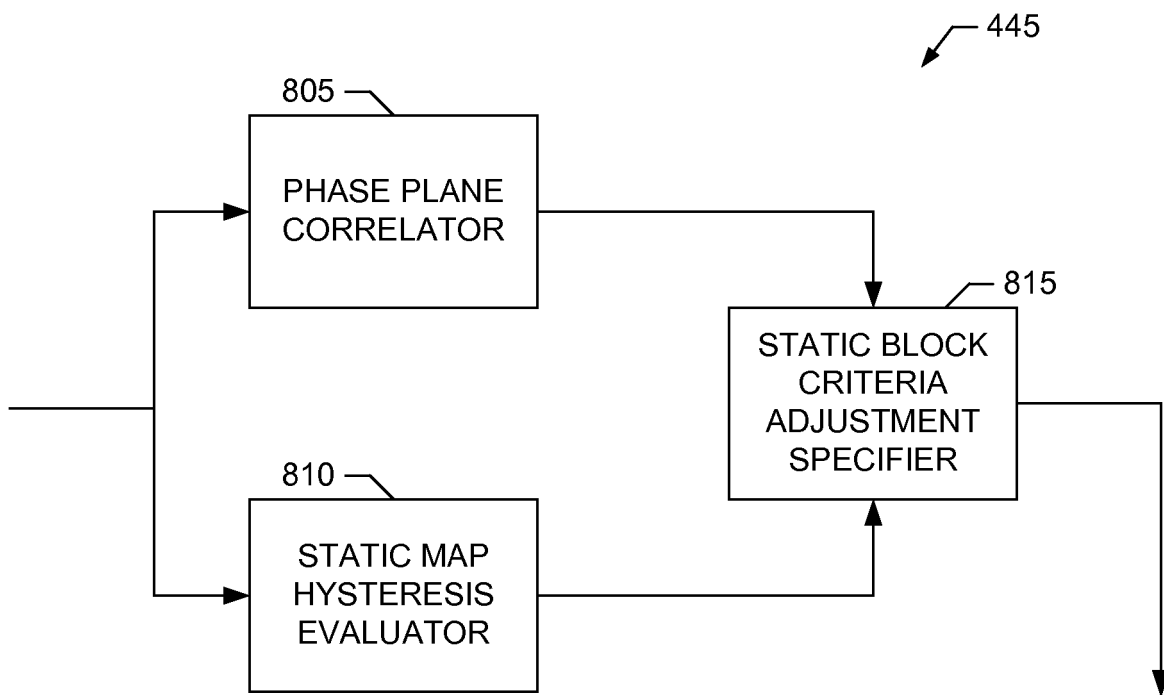 445
805
PHASE PLANE
CORRELATOR
815
STATIC BLOCK
CRITERIA
ADJUSTMENT
SPECIFIER
810
STATIC MAP
HYSTERESIS
EVALUATOR